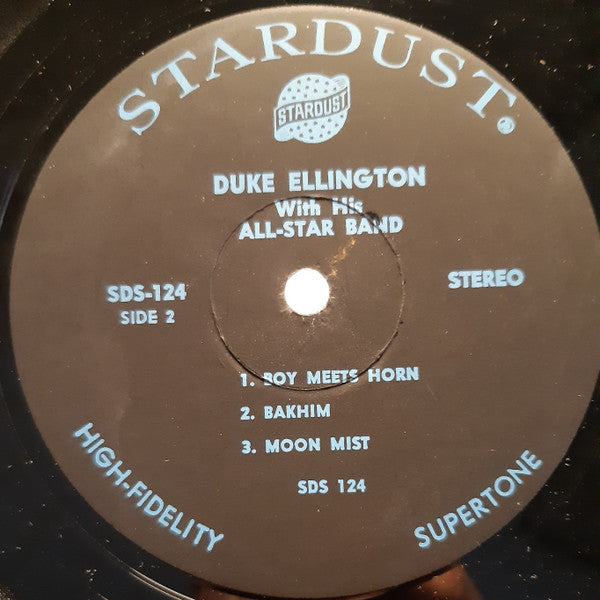 STARDUST.
STARDUST
DUKE ELLINGTON
With His
ALL-STAR BAND
SDS-124
SIDE 2
STEREO
1. BOY MEETS HORN
2. BAKHIM
3. MOON MIST
SDS 124
HIGH-FIDELITY
SUPERTONE